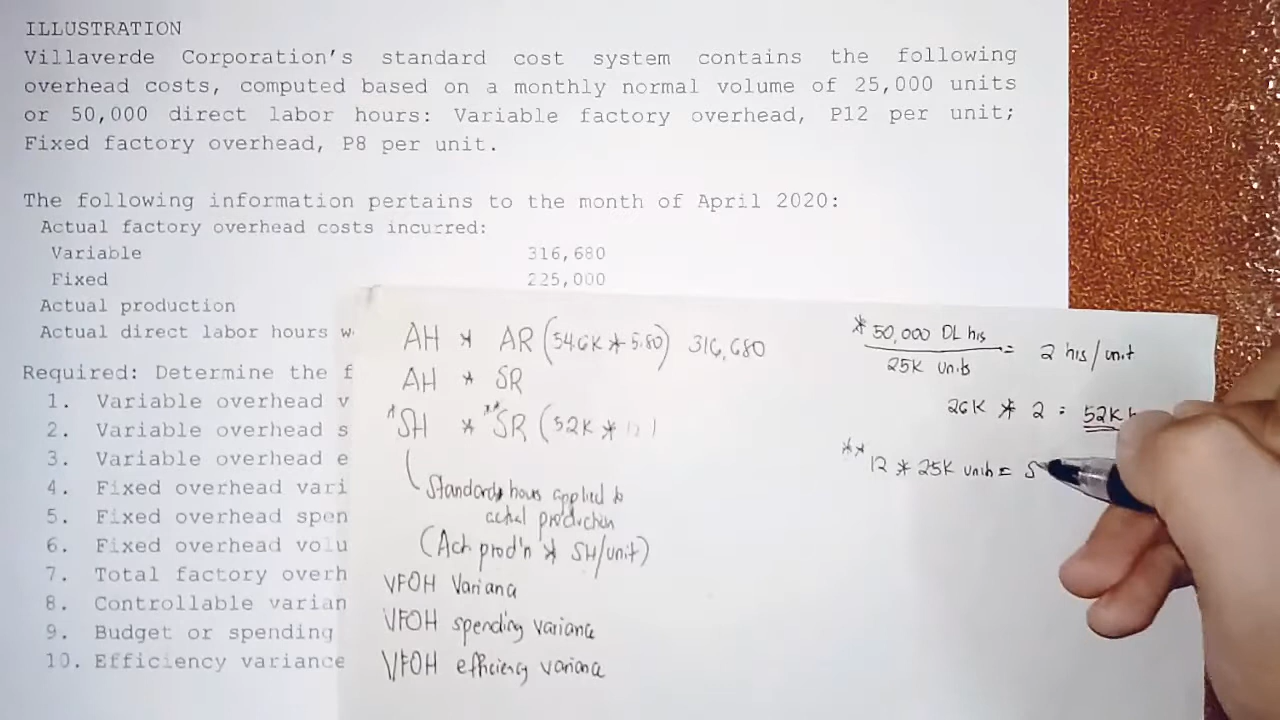 ILLUSTRATION
Villaverde Corporation's standard cost system contains the following
overhead costs, computed based on a monthly normal volume of 25,000 units
or 50,000 direct labor hours: Variable factory overhead, P12 per unit;
Fixed factory overhead, P8 per unit.
The following information pertains to the month of April 2020:
Actual factory overhead costs incurred:
Variable 316,680
Fixed 225,000
Actual production
Actual direct labor hours w
Required: Determine the f
1. Variable overhead v
2. Variable overhead s
3. Variable overhead e
4. Fixed overhead vari
5. Fixed overhead spen
6. Fixed overhead volu
7. Total factory overh
8. Controllable varian
9. Budget or spending
10. Efficiency variance
AH * AR (54.6K * 5.80) 316,680
AH * SR
*SH * **SR (52K *
Standard hours applied to
actual production
(Act. prod'n * SH/unit)
VFOH Variance
VFOH spending variance
VFOH efficiency variance
* 50,000 DL hrs = 2 hrs/unit
25K units
26K * 2 = 52K h
** 12 * 25K units =